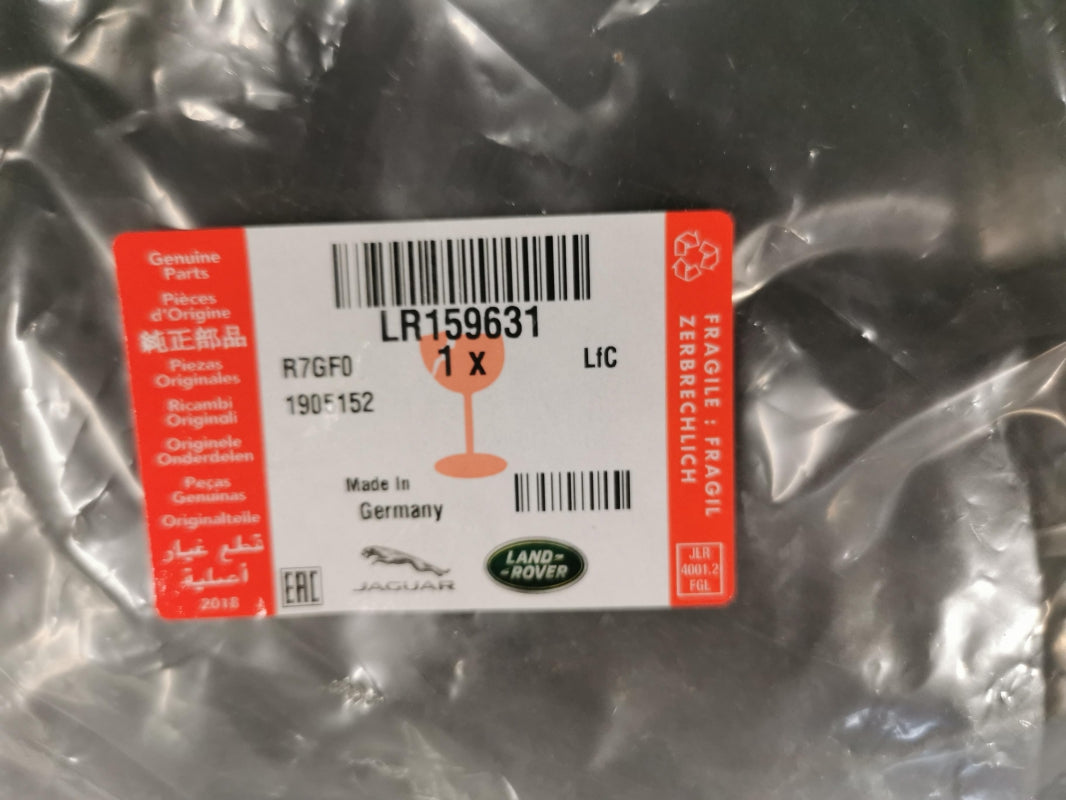 Genuine
Parts
Pièces
d'Origine
純正部品
Piezas
Originales
Ricambi
Originali
Originele
Onderdelen
Peças
Genuinas
Originalteile
قطع غيار
أصلية
2018
LR159631
1 x
LfC
R7GF0
1905152
Made In
Germany
EAC
JAGUAR
LAND-
-ROVER
FRAGILE : FRAGIL
ZERBRECHLICH
JLR
4001.2
FGL